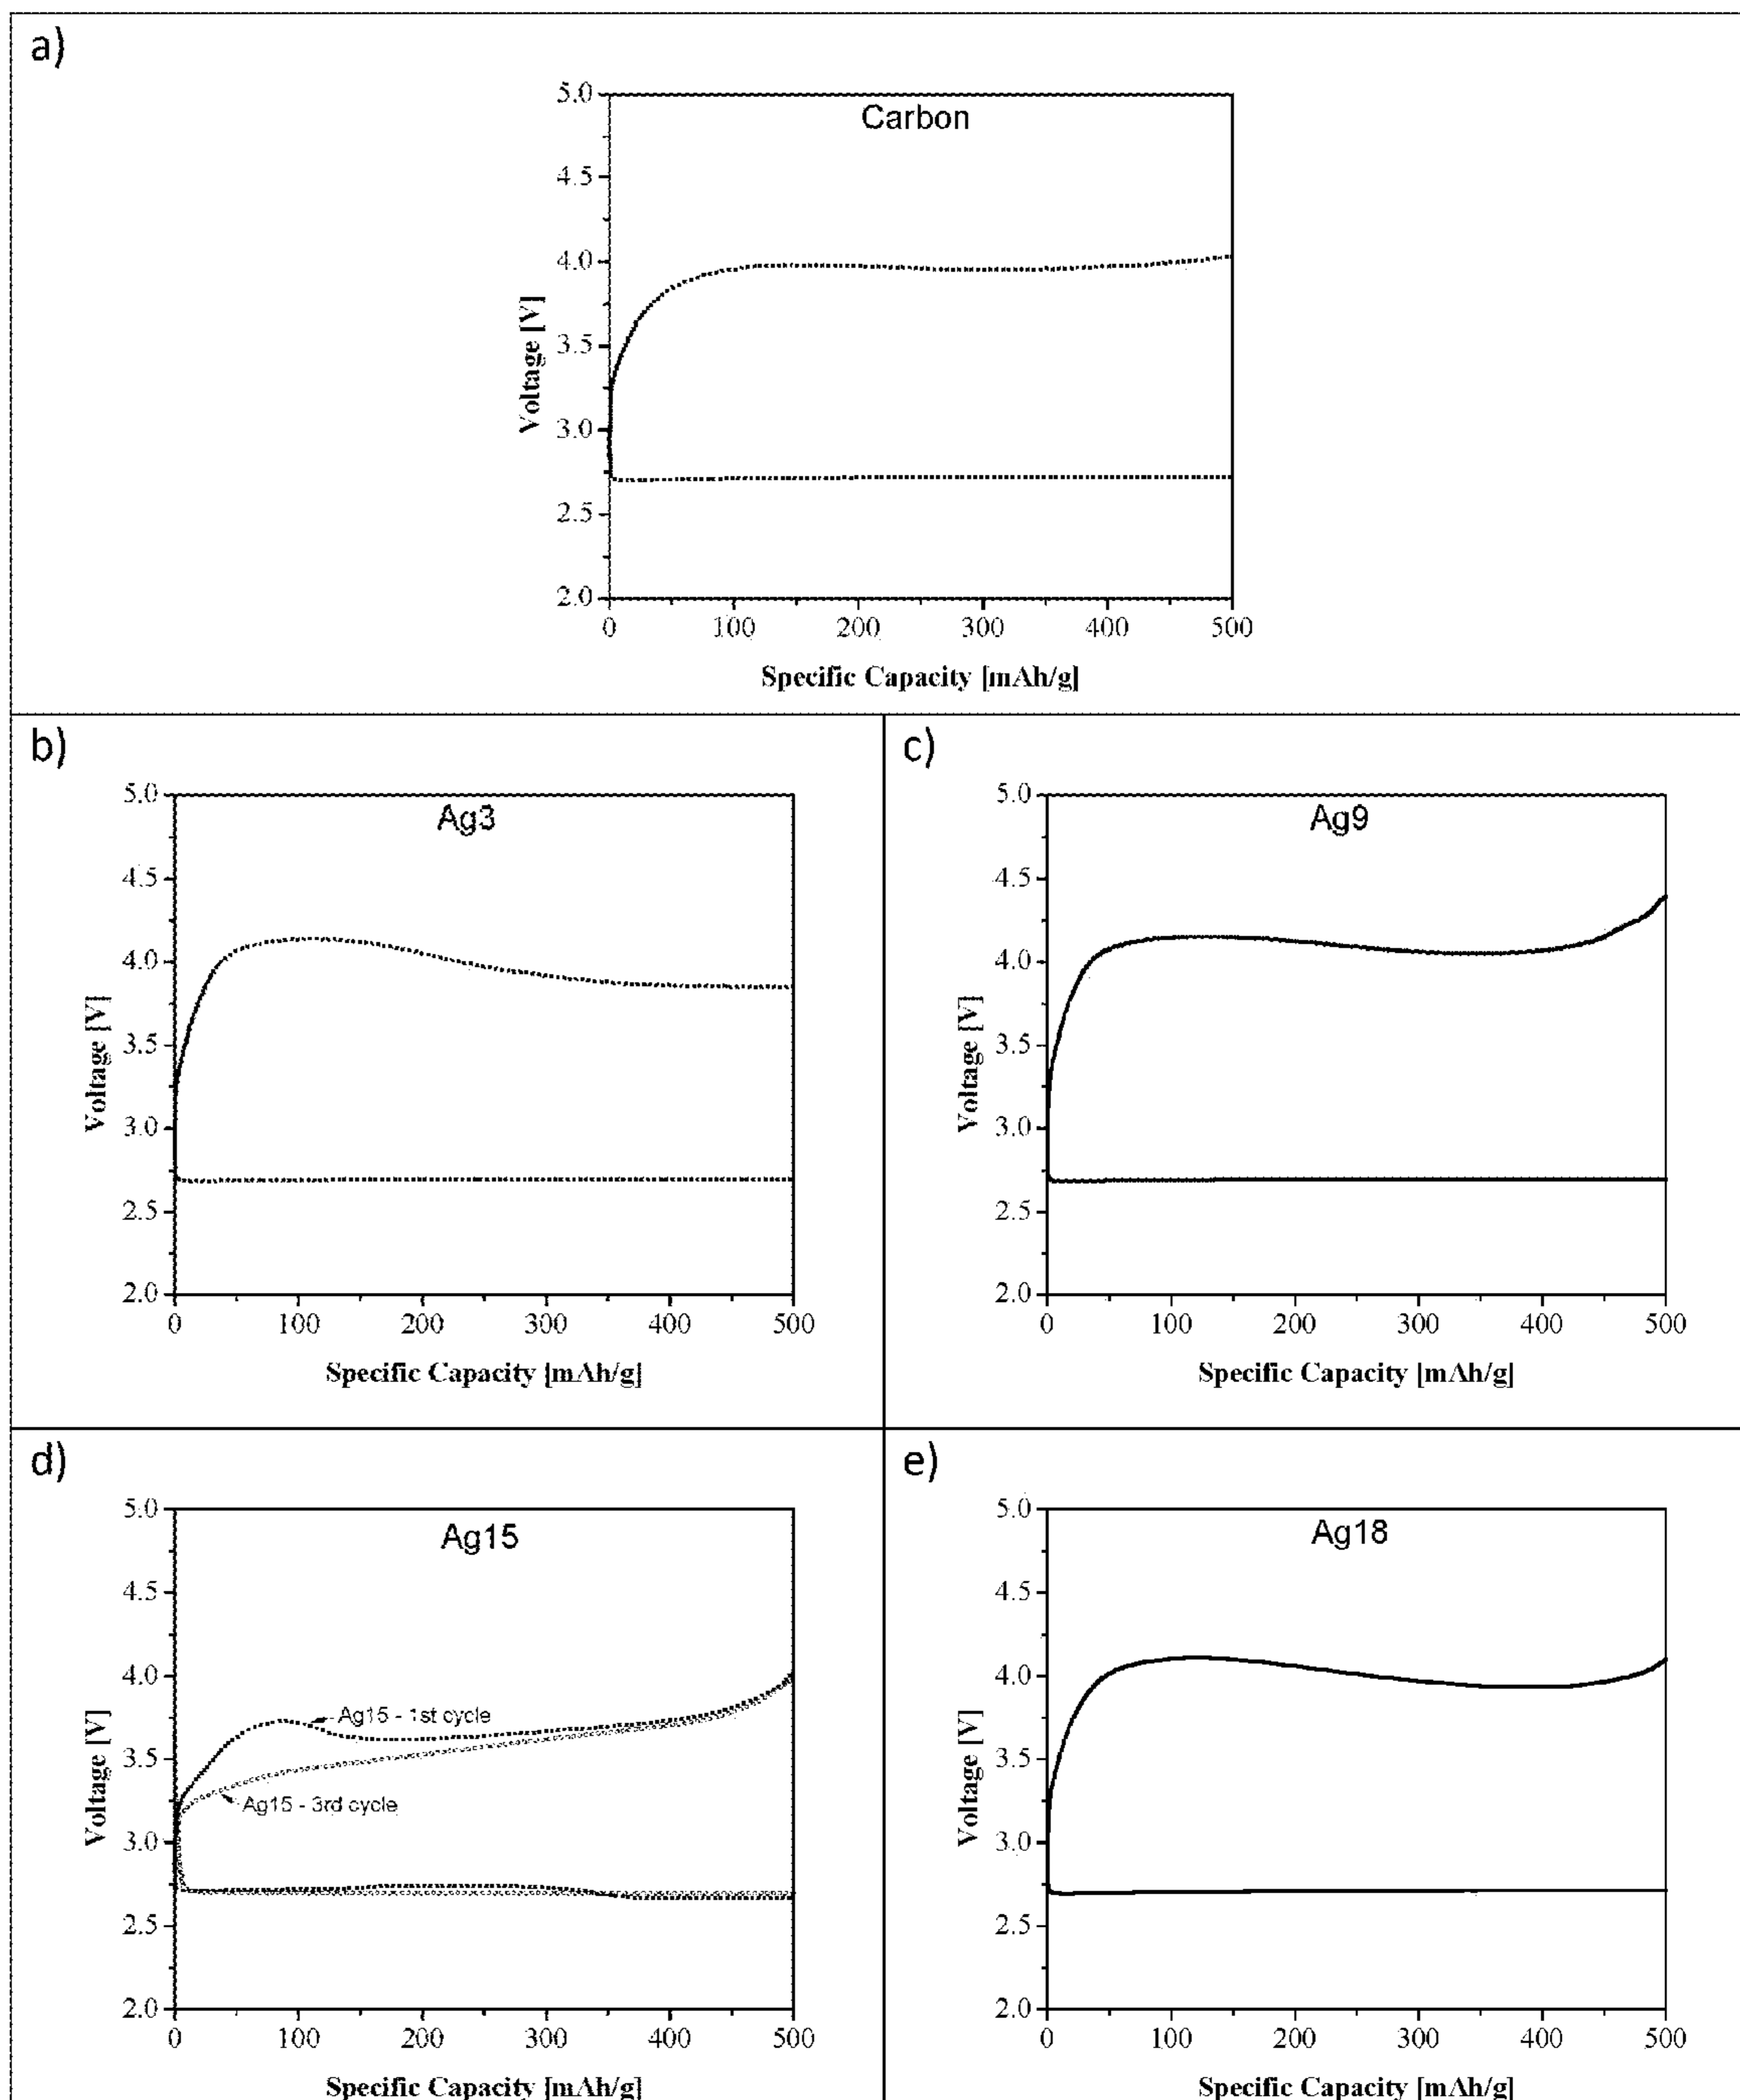 a)
Carbon
5.0
4.5
4.0
3.5
3.0
2.5
2.0
Voltage [V]
0 100 200 300 400 500
Specific Capacity [mAh/g]
b)
Ag3
5.0
4.5
4.0
3.5
3.0
2.5
2.0
Voltage [V]
0 100 200 300 400 500
Specific Capacity [mAh/g]
c)
Ag9
5.0
4.5
4.0
3.5
3.0
2.5
2.0
Voltage [V]
0 100 200 300 400 500
Specific Capacity [mAh/g]
d)
Ag15
5.0
4.5
4.0
3.5
3.0
2.5
2.0
Voltage [V]
Ag15 - 1st cycle
Ag15 - 3rd cycle
0 100 200 300 400 500
Specific Capacity [mAh/g]
e)
Ag18
5.0
4.5
4.0
3.5
3.0
2.5
2.0
Voltage [V]
0 100 200 300 400 500
Specific Capacity [mAh/g]